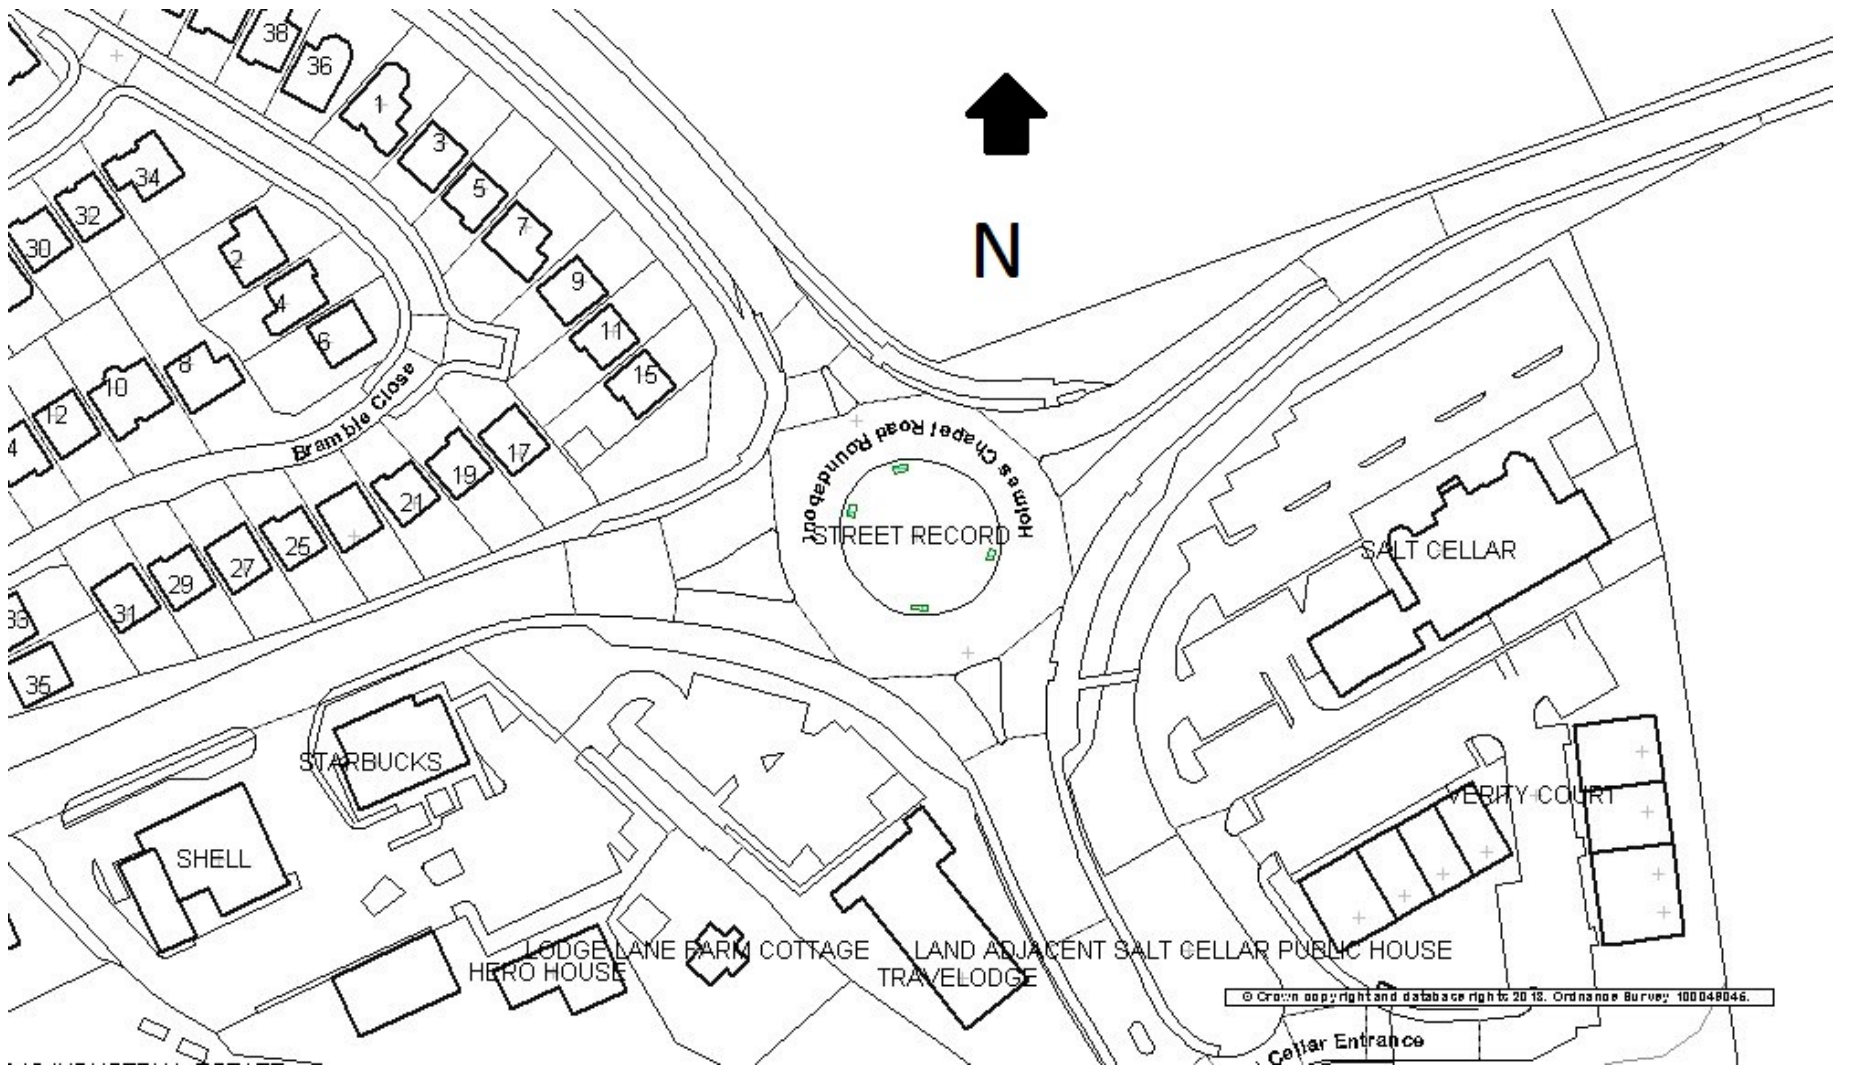 38
36
1
3
34
5
32
7
30
2
9
4
11
6
8
15
10
Bramble Close
12
4
17
19
21
25
27
29
31
33
35
N
Holmes Chapel Road Roundabout
STREET RECORD
SALT CELLAR
STARBUCKS
VERITY COURT
SHELL
LODGE LANE FARM COTTAGE
LAND ADJACENT SALT CELLAR PUBLIC HOUSE
HERO HOUSE
TRAVELODGE
© Crown copyright and database rights 2018. Ordnance Survey 100049046.
Cellar Entrance